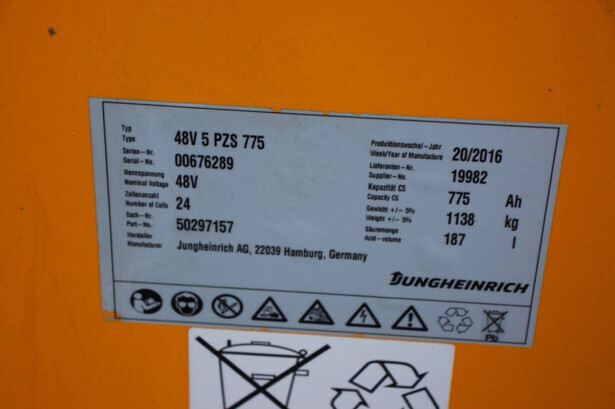 Typ
Type 48V 5 PZS 775
Serien-Nr.
Serial-No. 00676289
Nennspannung
Nominal Voltage 48V
Zellenanzahl
Number of Cells 24
Sach-Nr.
Part-No. 50297157
Hersteller
Manufacturer Jungheinrich AG, 22039 Hamburg, Germany
Produktionswoche/-Jahr
Week/Year of Manufacture 20/2016
Lieferanten-Nr.
Supplier-No. 19982
Kapazität C5
Capacity C5 775 Ah
Gewicht +/- 5%
Weight +/- 5% 1138 kg
Säuremenge
Acid-volume 187 l
JUNGHEINRICH
Pb